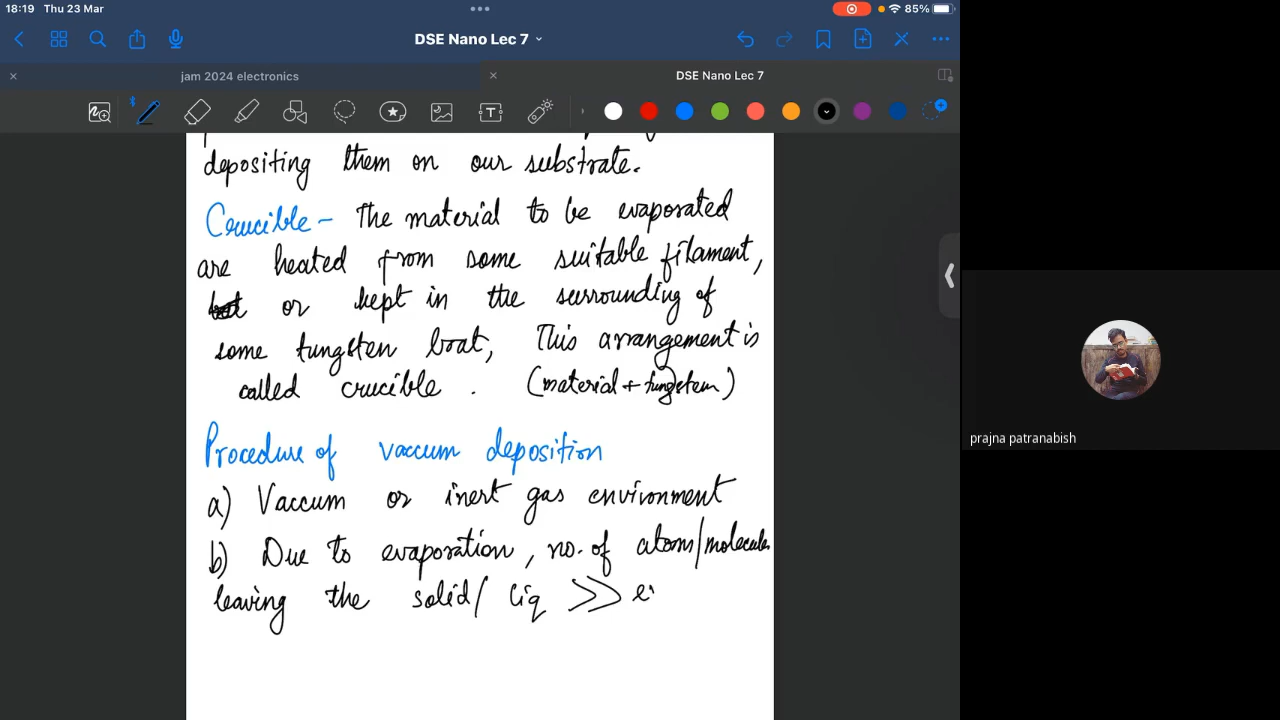 18:19 Thu 23 Mar
85%
DSE Nano Lec 7
jam 2024 electronics
DSE Nano Lec 7
depositing them on our substrate.
Crucible - The material to be evaporated
are heated from some suitable filament,
or kept in the surrounding of
some tungsten boat, This arrangement is
called crucible. (material + tungsten)
Procedure of vaccum deposition
a) Vaccum or inert gas environment
b) Due to evaporation, no. of atoms/molecules
leaving the solid/ liq >>
prajna patranabish